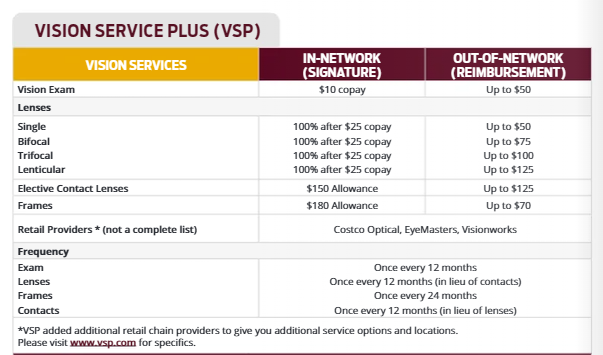 VISION SERVICE PLUS (VSP)
VISION SERVICES IN-NETWORK (SIGNATURE) OUT-OF-NETWORK (REIMBURSEMENT)
Vision Exam $10 copay Up to $50
Lenses
Single 100% after $25 copay Up to $50
Bifocal 100% after $25 copay Up to $75
Trifocal 100% after $25 copay Up to $100
Lenticular 100% after $25 copay Up to $125
Elective Contact Lenses $150 Allowance Up to $125
Frames $180 Allowance Up to $70
Retail Providers * (not a complete list) Costco Optical, EyeMasters, Visionworks
Frequency
Exam Once every 12 months
Lenses Once every 12 months (in lieu of contacts)
Frames Once every 24 months
Contacts Once every 12 months (in lieu of lenses)
*VSP added additional retail chain providers to give you additional service options and locations.
Please visit www.vsp.com for specifics.